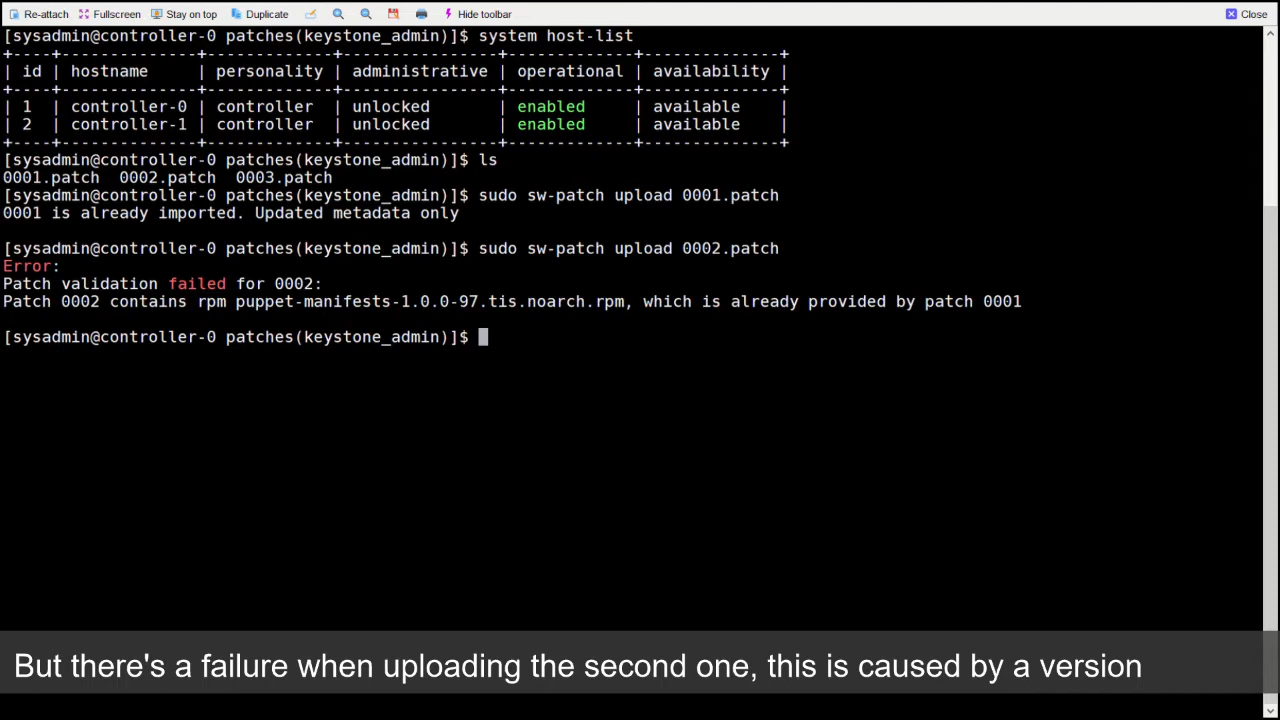 Re-attach Fullscreen Stay on top Duplicate Hide toolbar Close
[sysadmin@controller-0 patches(keystone_admin)]$ system host-list
+----+--------------+-------------+----------------+-------------+--------------+
| id | hostname     | personality | administrative | operational | availability |
+----+--------------+-------------+----------------+-------------+--------------+
| 1  | controller-0 | controller  | unlocked       | enabled     | available    |
| 2  | controller-1 | controller  | unlocked       | enabled     | available    |
+----+--------------+-------------+----------------+-------------+--------------+
[sysadmin@controller-0 patches(keystone_admin)]$ ls
0001.patch  0002.patch  0003.patch
[sysadmin@controller-0 patches(keystone_admin)]$ sudo sw-patch upload 0001.patch
0001 is already imported. Updated metadata only
[sysadmin@controller-0 patches(keystone_admin)]$ sudo sw-patch upload 0002.patch
Error:
Patch validation failed for 0002:
Patch 0002 contains rpm puppet-manifests-1.0.0-97.tis.noarch.rpm, which is already provided by patch 0001
[sysadmin@controller-0 patches(keystone_admin)]$
But there's a failure when uploading the second one, this is caused by a version